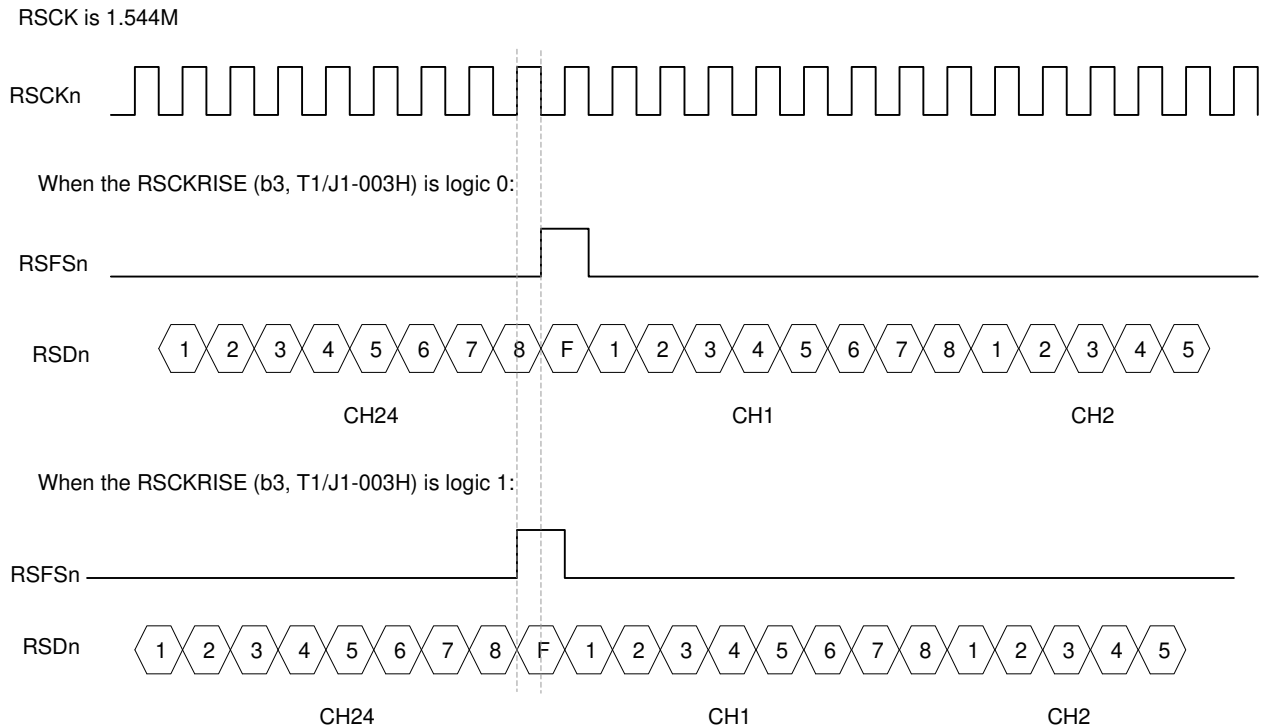 RSCK is 1.544M
RSCKn
When the RSCKRISE (b3, T1/J1-003H) is logic 0:
RSFSn
RSDn 1 2 3 4 5 6 7 8 F 1 2 3 4 5 6 7 8 1 2 3 4 5
CH24 CH1 CH2
When the RSCKRISE (b3, T1/J1-003H) is logic 1:
RSFSn
RSDn 1 2 3 4 5 6 7 8 F 1 2 3 4 5 6 7 8 1 2 3 4 5
CH24 CH1 CH2